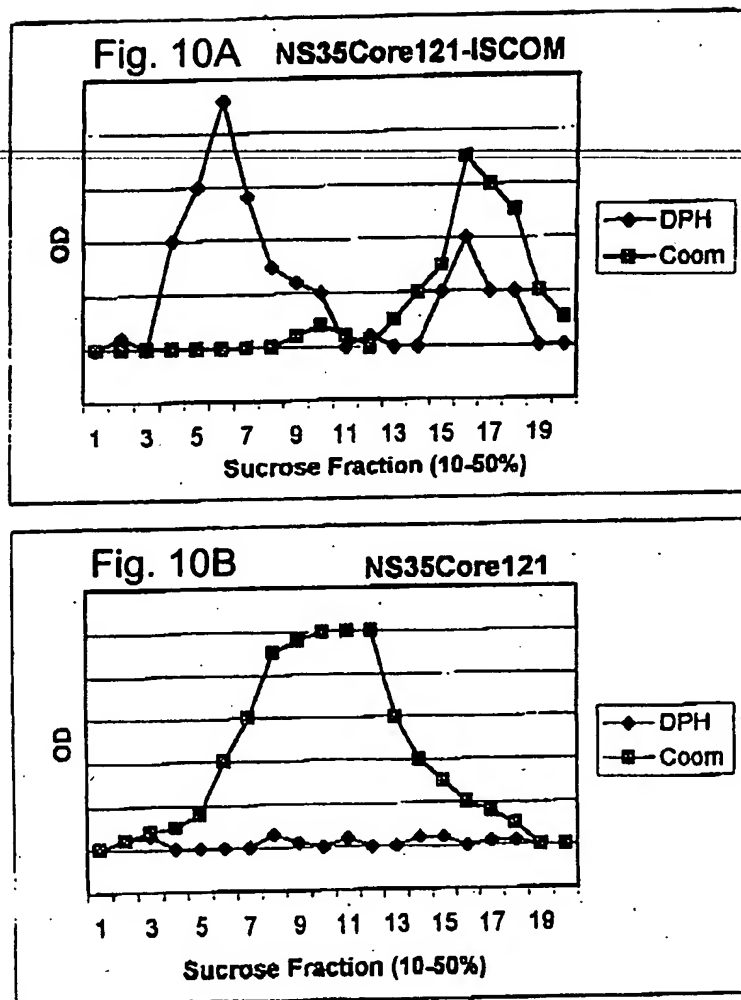 Fig. 10A NS35Core121-ISCOM
OD
DPH
Coom
1 3 5 7 9 11 13 15 17 19
Sucrose Fraction (10-50%)
Fig. 10B NS35Core121
OD
DPH
Coom
1 3 5 7 9 11 13 15 17 19
Sucrose Fraction (10-50%)